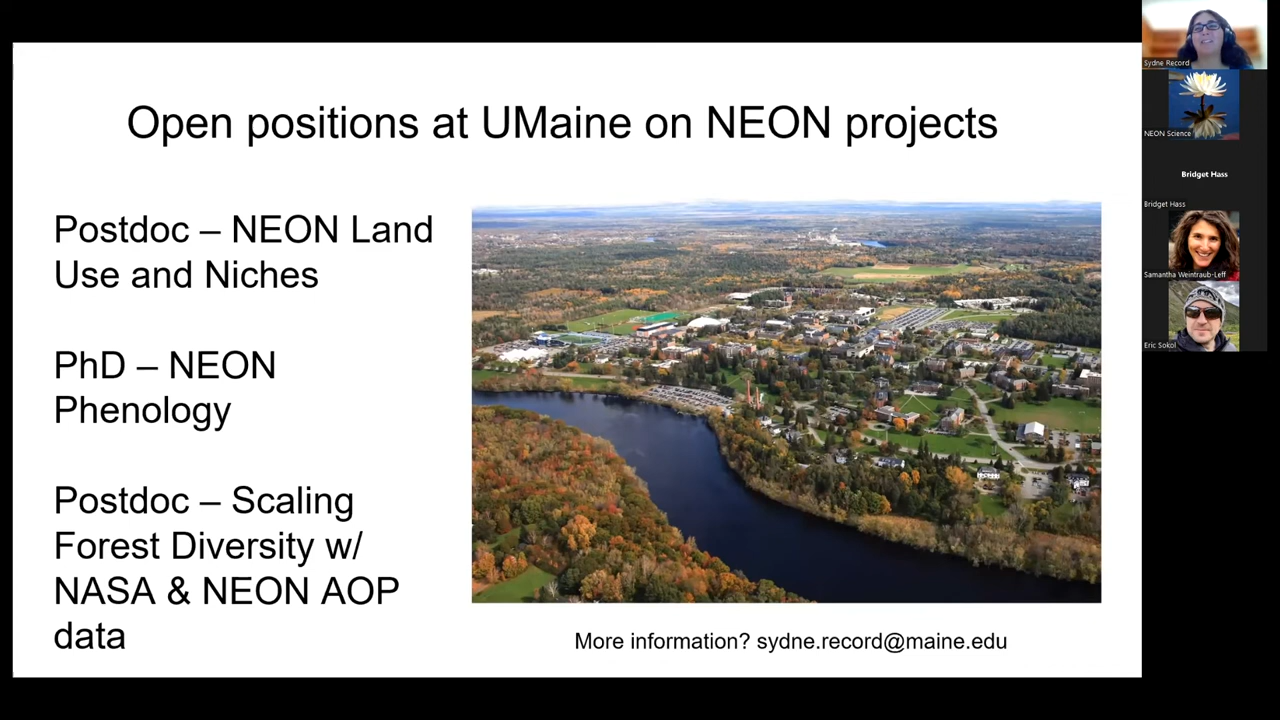 Open positions at UMaine on NEON projects
Postdoc – NEON Land
Use and Niches
PhD – NEON
Phenology
Postdoc – Scaling
Forest Diversity w/
NASA & NEON AOP
data
More information? sydne.record@maine.edu
Sydne Record
NEON Science
Bridget Hass
Bridget Hass
Samantha Weintraub-Leff
Eric Sokol